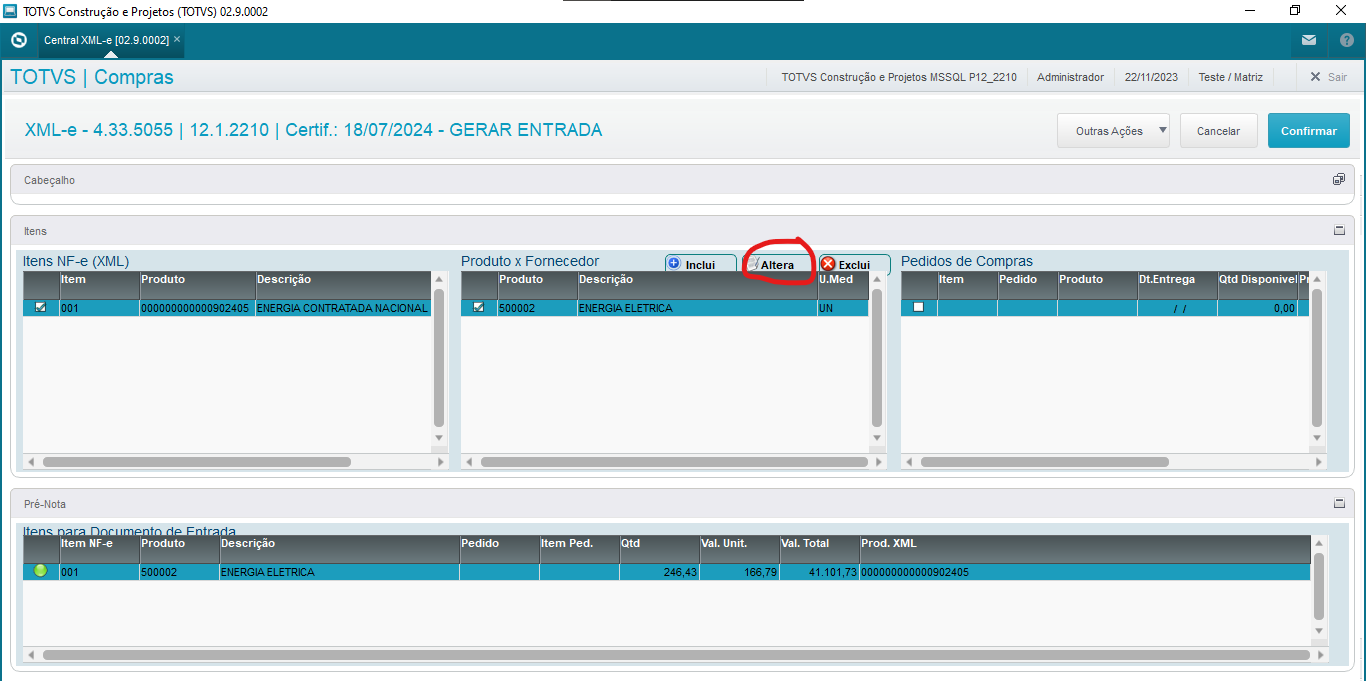 TOTVS Construção e Projetos (TOTVS) 02.9.0002
Central XML-e [02.9.0002]
TOTVS | Compras
TOTVS Construção e Projetos MSSQL P12_2210
Administrador
22/11/2023
Teste / Matriz
Sair
XML-e - 4.33.5055 | 12.1.2210 | Certif.: 18/07/2024 - GERAR ENTRADA
Outras Ações
Cancelar
Confirmar
Cabeçalho
Itens
Itens NF-e (XML)
Item Produto Descrição
001 000000000000902405 ENERGIA CONTRATADA NACIONAL
Produto x Fornecedor
Inclui
Altera
Exclui
Produto Descrição U.Med
500002 ENERGIA ELETRICA UN
Pedidos de Compras
Item Pedido Produto Dt.Entrega Qtd Disponivel Pr
/ / 0,00
Pré-Nota
Itens para Documento de Entrada
Item NF-e Produto Descrição Pedido Item Ped. Qtd Val. Unit. Val. Total Prod. XML
001 500002 ENERGIA ELETRICA 246,43 166,79 41.101,73 000000000000902405